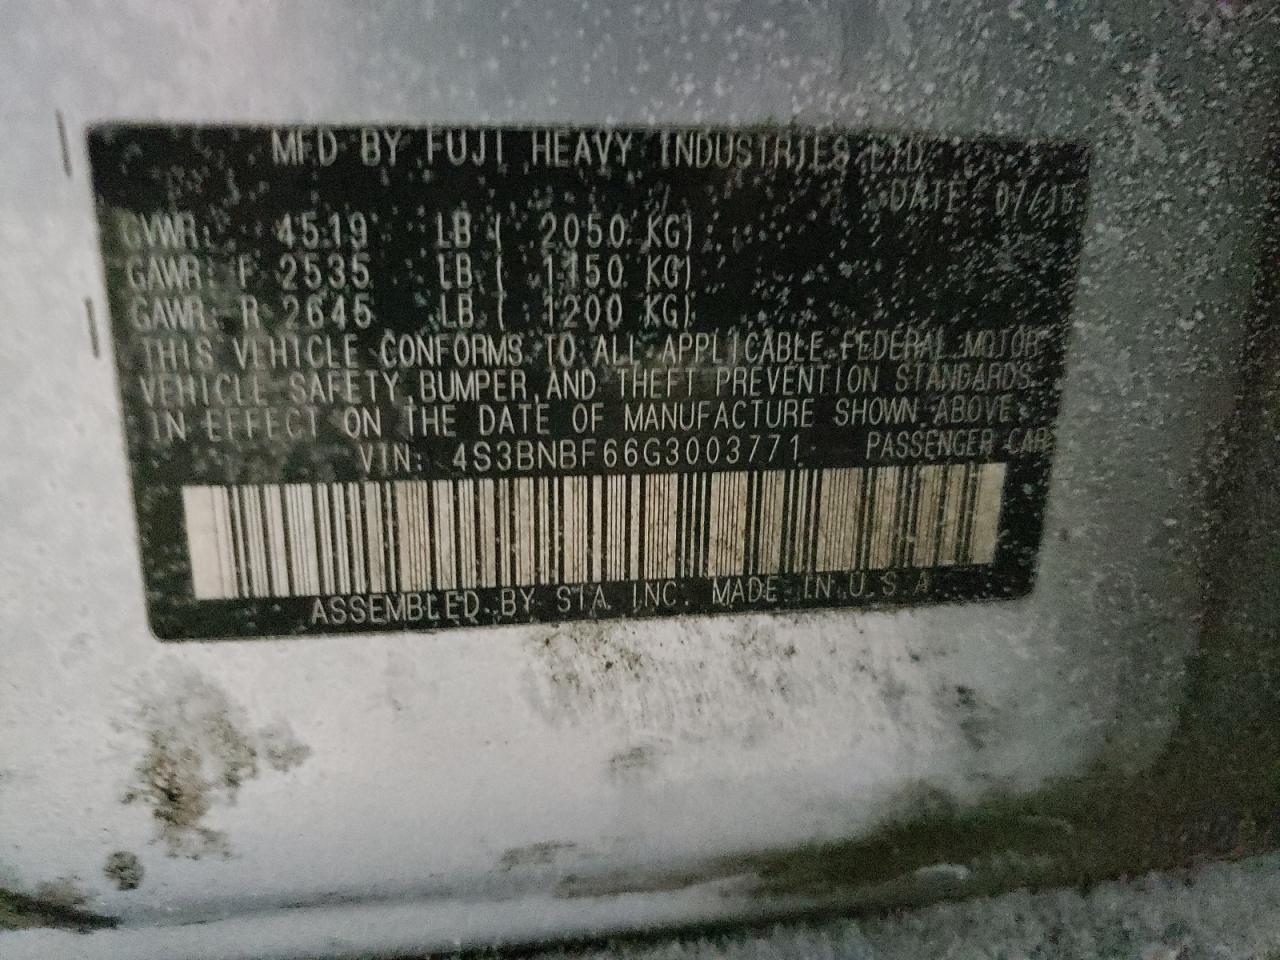 MFD BY FUJI HEAVY INDUSTRIES LTD.
DATE: 07/15
GVWR: 4519 LB ( 2050 KG)
GAWR: F 2535 LB ( 1150 KG)
GAWR: R 2645 LB ( 1200 KG)
THIS VEHICLE CONFORMS TO ALL APPLICABLE FEDERAL MOTOR
VEHICLE SAFETY,BUMPER,AND THEFT PREVENTION STANDARDS
IN EFFECT ON THE DATE OF MANUFACTURE SHOWN ABOVE.
VIN: 4S3BNBF66G3003771 PASSENGER CAR
ASSEMBLED BY SIA INC. MADE IN U.S.A